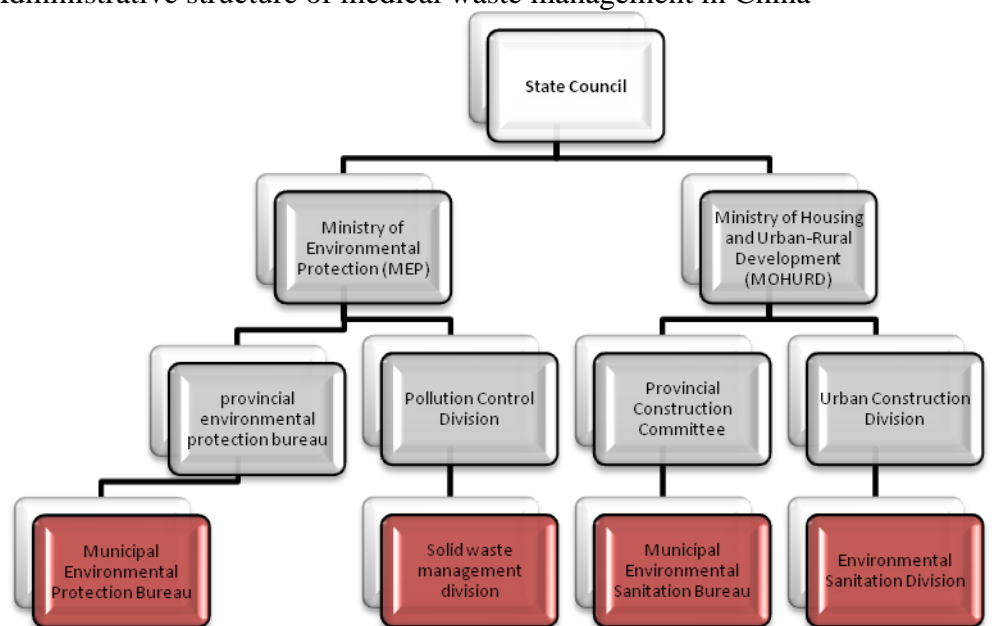 Administrative structure of medical waste management in China
State Council
Ministry of
Environmental
Protection (MEP)
Ministry of Housing
and Urban-Rural
Development
(MOHURD)
provincial
environmental
protection bureau
Pollution Control
Division
Provincial
Construction
Committee
Urban Construction
Division
Municipal
Environmental
Protection Bureau
Solid waste
management
division
Municipal
Environmental
Sanitation Bureau
Environmental
Sanitation Division